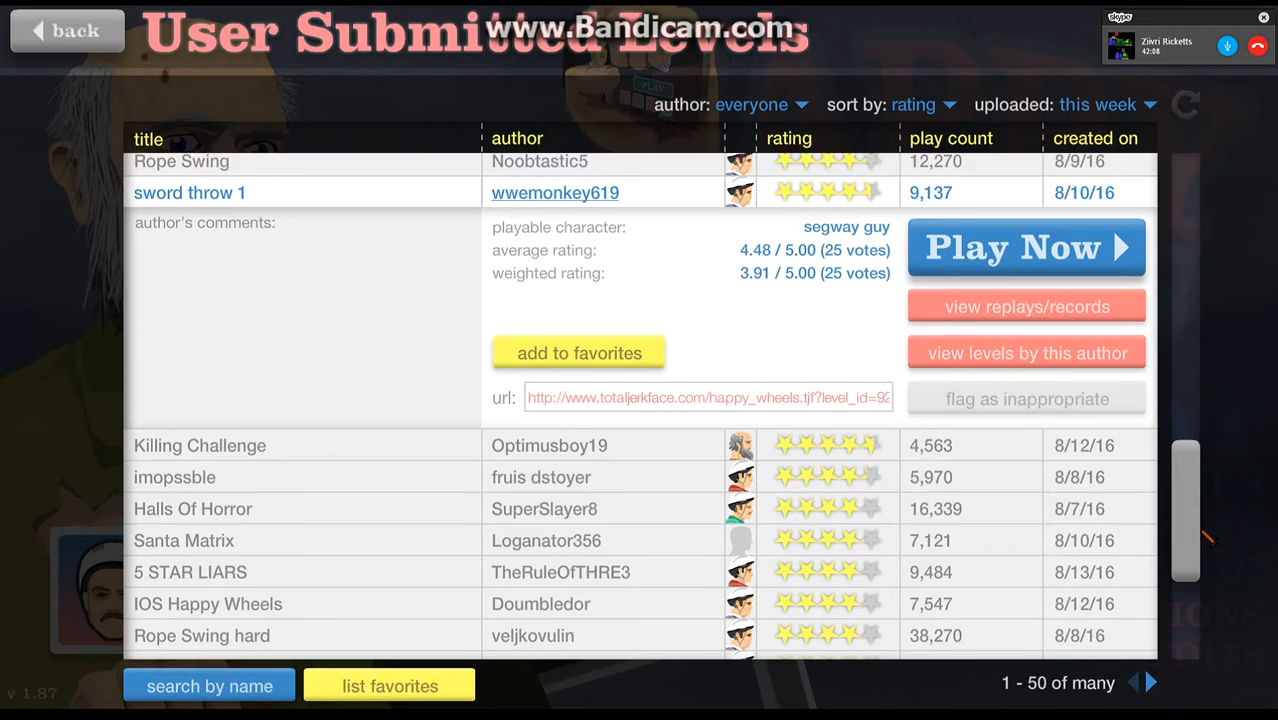 back
User Submitted Levels
www.Bandicam.com
skype
Ziivri Ricketts
42:08
author: everyone sort by: rating uploaded: this week
title author rating play count created on
Rope Swing Noobtastic5 12,270 8/9/16
sword throw 1 wwemonkey619 9,137 8/10/16
author's comments:
playable character: segway guy
average rating: 4.48 / 5.00 (25 votes)
weighted rating: 3.91 / 5.00 (25 votes)
Play Now
view replays/records
add to favorites
view levels by this author
url: http://www.totaljerkface.com/happy_wheels.tjf?level_id=92
flag as inappropriate
Killing Challenge Optimusboy19 4,563 8/12/16
imopssble fruis dstoyer 5,970 8/8/16
Halls Of Horror SuperSlayer8 16,339 8/7/16
Santa Matrix Loganator356 7,121 8/10/16
5 STAR LIARS TheRuleOfTHRE3 9,484 8/13/16
IOS Happy Wheels Doumbledor 7,547 8/12/16
Rope Swing hard veljkovulin 38,270 8/8/16
search by name list favorites 1 - 50 of many
v 1.87